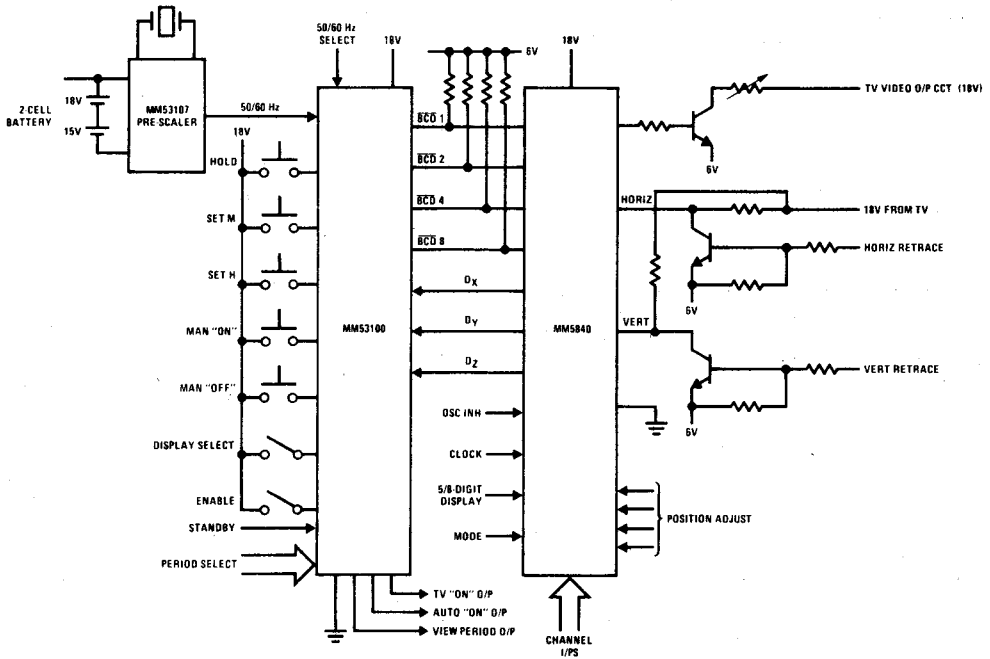 50/60 Hz
SELECT
18V
6V
18V
2-CELL
BATTERY
18V
15V
MM53107
PRE-SCALER
50/60 Hz
18V
HOLD
SET M
SET H
MAN "ON"
MAN "OFF"
DISPLAY SELECT
ENABLE
STANDBY
PERIOD SELECT
MM53100
BCD 1
BCD 2
BCD 4
BCD 8
DX
DY
DZ
OSC INH
CLOCK
5/8-DIGIT
DISPLAY
MODE
MM5840
TV VIDEO O/P CCT (18V)
6V
HORIZ
18V FROM TV
HORIZ RETRACE
6V
VERT
VERT RETRACE
6V
POSITION ADJUST
TV "ON" O/P
AUTO "ON" O/P
VIEW PERIOD O/P
CHANNEL
I/PS